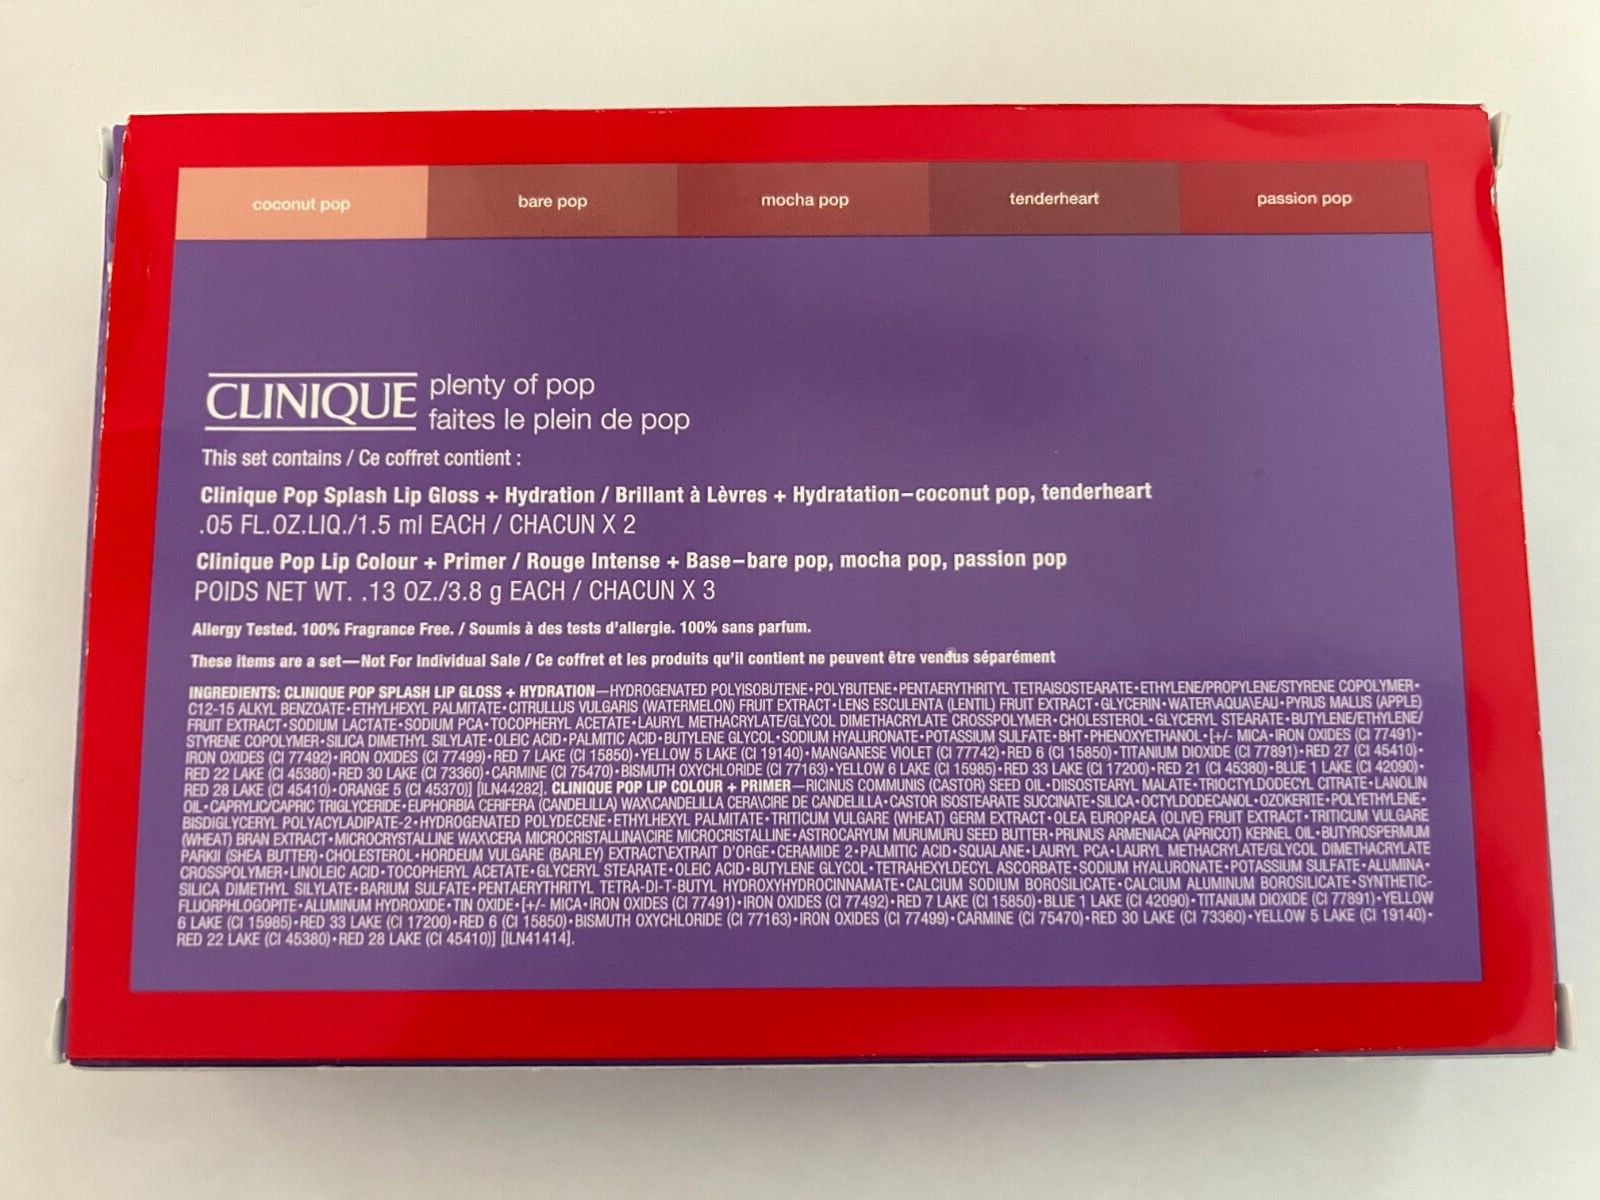 coconut pop
bare pop
mocha pop
tenderheart
passion pop
CLINIQUE
plenty of pop
faites le plein de pop
This set contains / Ce coffret contient :
Clinique Pop Splash Lip Gloss + Hydration / Brillant à Lèvres + Hydratation–coconut pop, tenderheart
.05 FL.OZ.LIQ./1.5 ml EACH / CHACUN X 2
Clinique Pop Lip Colour + Primer / Rouge Intense + Base–bare pop, mocha pop, passion pop
POIDS NET WT. .13 OZ./3.8 g EACH / CHACUN X 3
Allergy Tested. 100% Fragrance Free. / Soumis à des tests d'allergie. 100% sans parfum.
These items are a set—Not For Individual Sale / Ce coffret et les produits qu'il contient ne peuvent être vendus séparément
INGREDIENTS: CLINIQUE POP SPLASH LIP GLOSS + HYDRATION—HYDROGENATED POLYISOBUTENE•POLYBUTENE•PENTAERYTHRITYL TETRAISOSTEARATE•ETHYLENE/PROPYLENE/STYRENE COPOLYMER•
C12-15 ALKYL BENZOATE•ETHYLHEXYL PALMITATE•CITRULLUS VULGARIS (WATERMELON) FRUIT EXTRACT•LENS ESCULENTA (LENTIL) FRUIT EXTRACT•GLYCERIN•WATER\AQUA\EAU•PYRUS MALUS (APPLE)
FRUIT EXTRACT•SODIUM LACTATE•SODIUM PCA•TOCOPHERYL ACETATE•LAURYL METHACRYLATE/GLYCOL DIMETHACRYLATE CROSSPOLYMER•CHOLESTEROL•GLYCERYL STEARATE•BUTYLENE/ETHYLENE/
STYRENE COPOLYMER•SILICA DIMETHYL SILYLATE•OLEIC ACID•PALMITIC ACID•BUTYLENE GLYCOL•SODIUM HYALURONATE•POTASSIUM SULFATE•BHT•PHENOXYETHANOL•[+/- MICA•IRON OXIDES (CI 77491)•
IRON OXIDES (CI 77492)•IRON OXIDES (CI 77499)•RED 7 LAKE (CI 15850)•YELLOW 5 LAKE (CI 19140)•MANGANESE VIOLET (CI 77742)•RED 6 (CI 15850)•TITANIUM DIOXIDE (CI 77891)•RED 27 (CI 45410)•
RED 22 LAKE (CI 45380)•RED 30 LAKE (CI 73360)•CARMINE (CI 75470)•BISMUTH OXYCHLORIDE (CI 77163)•YELLOW 6 LAKE (CI 15985)•RED 33 LAKE (CI 17200)•RED 21 (CI 45380)•BLUE 1 LAKE (CI 42090)•
RED 28 LAKE (CI 45410)•ORANGE 5 (CI 45370)] [ILN44282]. CLINIQUE POP LIP COLOUR + PRIMER—RICINUS COMMUNIS (CASTOR) SEED OIL•DIISOSTEARYL MALATE•TRIOCTYLDODECYL CITRATE•LANOLIN
OIL•CAPRYLIC/CAPRIC TRIGLYCERIDE•EUPHORBIA CERIFERA (CANDELILLA) WAX\CANDELILLA CERA\CIRE DE CANDELILLA•CASTOR ISOSTEARATE SUCCINATE•SILICA•OCTYLDODECANOL•OZOKERITE•POLYETHYLENE•
BISDIGLYCERYL POLYACYLADIPATE-2•HYDROGENATED POLYDECENE•ETHYLHEXYL PALMITATE•TRITICUM VULGARE (WHEAT) GERM EXTRACT•OLEA EUROPAEA (OLIVE) FRUIT EXTRACT•TRITICUM VULGARE
(WHEAT) BRAN EXTRACT•MICROCRYSTALLINE WAX\CERA MICROCRISTALLINA\CIRE MICROCRISTALLINE•ASTROCARYUM MURUMURU SEED BUTTER•PRUNUS ARMENIACA (APRICOT) KERNEL OIL•BUTYROSPERMUM
PARKII (SHEA BUTTER)•CHOLESTEROL•HORDEUM VULGARE (BARLEY) EXTRACT\EXTRAIT D'ORGE•CERAMIDE 2•PALMITIC ACID•SQUALANE•LAURYL PCA•LAURYL METHACRYLATE/GLYCOL DIMETHACRYLATE
CROSSPOLYMER•LINOLEIC ACID•TOCOPHERYL ACETATE•GLYCERYL STEARATE•OLEIC ACID•BUTYLENE GLYCOL•TETRAHEXYLDECYL ASCORBATE•SODIUM HYALURONATE•POTASSIUM SULFATE•ALUMINA•
SILICA DIMETHYL SILYLATE•BARIUM SULFATE•PENTAERYTHRITYL TETRA-DI-T-BUTYL HYDROXYHYDROCINNAMATE•CALCIUM SODIUM BOROSILICATE•CALCIUM ALUMINUM BOROSILICATE•SYNTHETIC-
FLUORPHLOGOPITE•ALUMINUM HYDROXIDE•TIN OXIDE•[+/- MICA•IRON OXIDES (CI 77491)•IRON OXIDES (CI 77492)•RED 7 LAKE (CI 15850)•BLUE 1 LAKE (CI 42090)•TITANIUM DIOXIDE (CI 77891)•YELLOW
6 LAKE (CI 15985)•RED 33 LAKE (CI 17200)•RED 6 (CI 15850)•BISMUTH OXYCHLORIDE (CI 77163)•IRON OXIDES (CI 77499)•CARMINE (CI 75470)•RED 30 LAKE (CI 73360)•YELLOW 5 LAKE (CI 19140)•
RED 22 LAKE (CI 45380)•RED 28 LAKE (CI 45410)] [ILN41414].